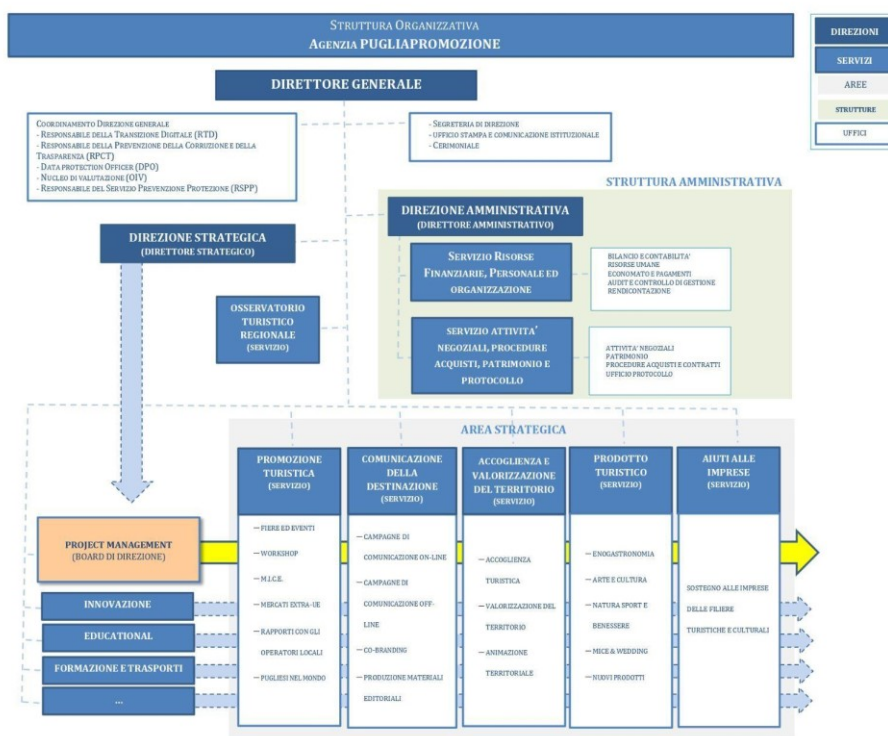 STRUTTURA ORGANIZZATIVA
AGENZIA PUGLIAPROMOZIONE
DIREZIONI
SERVIZI
AREE
STRUTTURE
UFFICI
DIRETTORE GENERALE
COORDINAMENTO DIREZIONE GENERALE
- RESPONSABILE DELLA TRANSIZIONE DIGITALE (RTD)
- RESPONSABILE DELLA PREVENZIONE DELLA CORRUZIONE E DELLA
TRASPARENZA (RPCT)
- DATA PROTECTION OFFICER (DPO)
- NUCLEO DI VALUTAZIONE (OIV)
- RESPONSABILE DEL SERVIZIO PREVENZIONE PROTEZIONE (RSPP)
- SEGRETERIA DI DIREZIONE
- UFFICIO STAMPA E COMUNICAZIONE ISTITUZIONALE
- CERIMONIALE
STRUTTURA AMMINISTRATIVA
DIREZIONE AMMINISTRATIVA
(DIRETTORE AMMINISTRATIVO)
DIREZIONE STRATEGICA
(DIRETTORE STRATEGICO)
SERVIZIO RISORSE
FINANZIARIE, PERSONALE ED
ORGANIZZAZIONE
BILANCIO E CONTABILITA'
RISORSE UMANE
ECONOMATO E PAGAMENTI
AUDIT E CONTROLLO DI GESTIONE
RENDICONTAZIONE
OSSERVATORIO
TURISTICO
REGIONALE
(SERVIZIO)
SERVIZIO ATTIVITA'
NEGOZIALI, PROCEDURE
ACQUISTI, PATRIMONIO E
PROTOCOLLO
ATTIVITA' NEGOZIALI
PATRIMONIO
PROCEDURE ACQUISTI E CONTRATTI
UFFICIO PROTOCOLLO
AREA STRATEGICA
PROMOZIONE
TURISTICA
(SERVIZIO)
— FIERE ED EVENTI
— WORKSHOP
— M.I.C.E.
— MERCATI EXTRA-UE
— RAPPORTI CON GLI
OPERATORI LOCALI
— PUGLIESI NEL MONDO
COMUNICAZIONE
DELLA
DESTINAZIONE
(SERVIZIO)
— CAMPAGNE DI
COMUNICAZIONE ON-LINE
— CAMPAGNE DI
COMUNICAZIONE OFF-
LINE
— CO-BRANDING
— PRODUZIONE MATERIALI
EDITORIALI
ACCOGLIENZA E
VALORIZZAZIONE
DEL TERRITORIO
(SERVIZIO)
— ACCOGLIENZA
TURISTICA
— VALORIZZAZIONE DEL
TERRITORIO
— ANIMAZIONE
TERRITORIALE
PRODOTTO
TURISTICO
(SERVIZIO)
— ENOGASTRONOMIA
— ARTE E CULTURA
— NATURA SPORT E
BENESSERE
— MICE & WEDDING
— NUOVI PRODOTTI
AIUTI ALLE
IMPRESE
(SERVIZIO)
SOSTEGNO ALLE IMPRESE
DELLE FILIERE
TURISTICHE E CULTURALI
PROJECT MANAGEMENT
(BOARD DI DIREZIONE)
INNOVAZIONE
EDUCATIONAL
FORMAZIONE E TRASPORTI
...